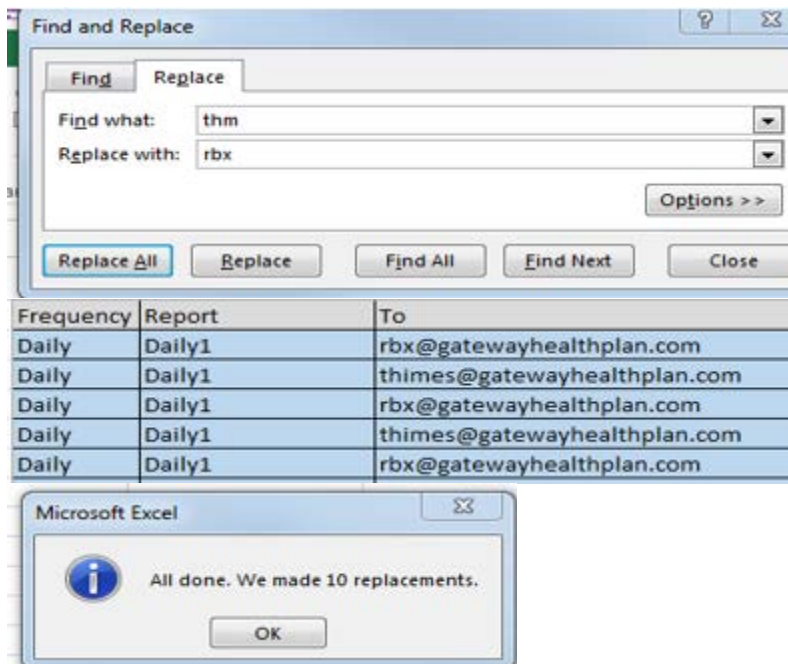 Find and Replace
Find Replace
Find what: thm
Replace with: rbx
Options >>
Replace All Replace Find All Find Next Close
Frequency Report To
Daily Daily1 rbx@gatewayhealthplan.com
Daily Daily1 thimes@gatewayhealthplan.com
Daily Daily1 rbx@gatewayhealthplan.com
Daily Daily1 thimes@gatewayhealthplan.com
Daily Daily1 rbx@gatewayhealthplan.com
Microsoft Excel
All done. We made 10 replacements.
OK